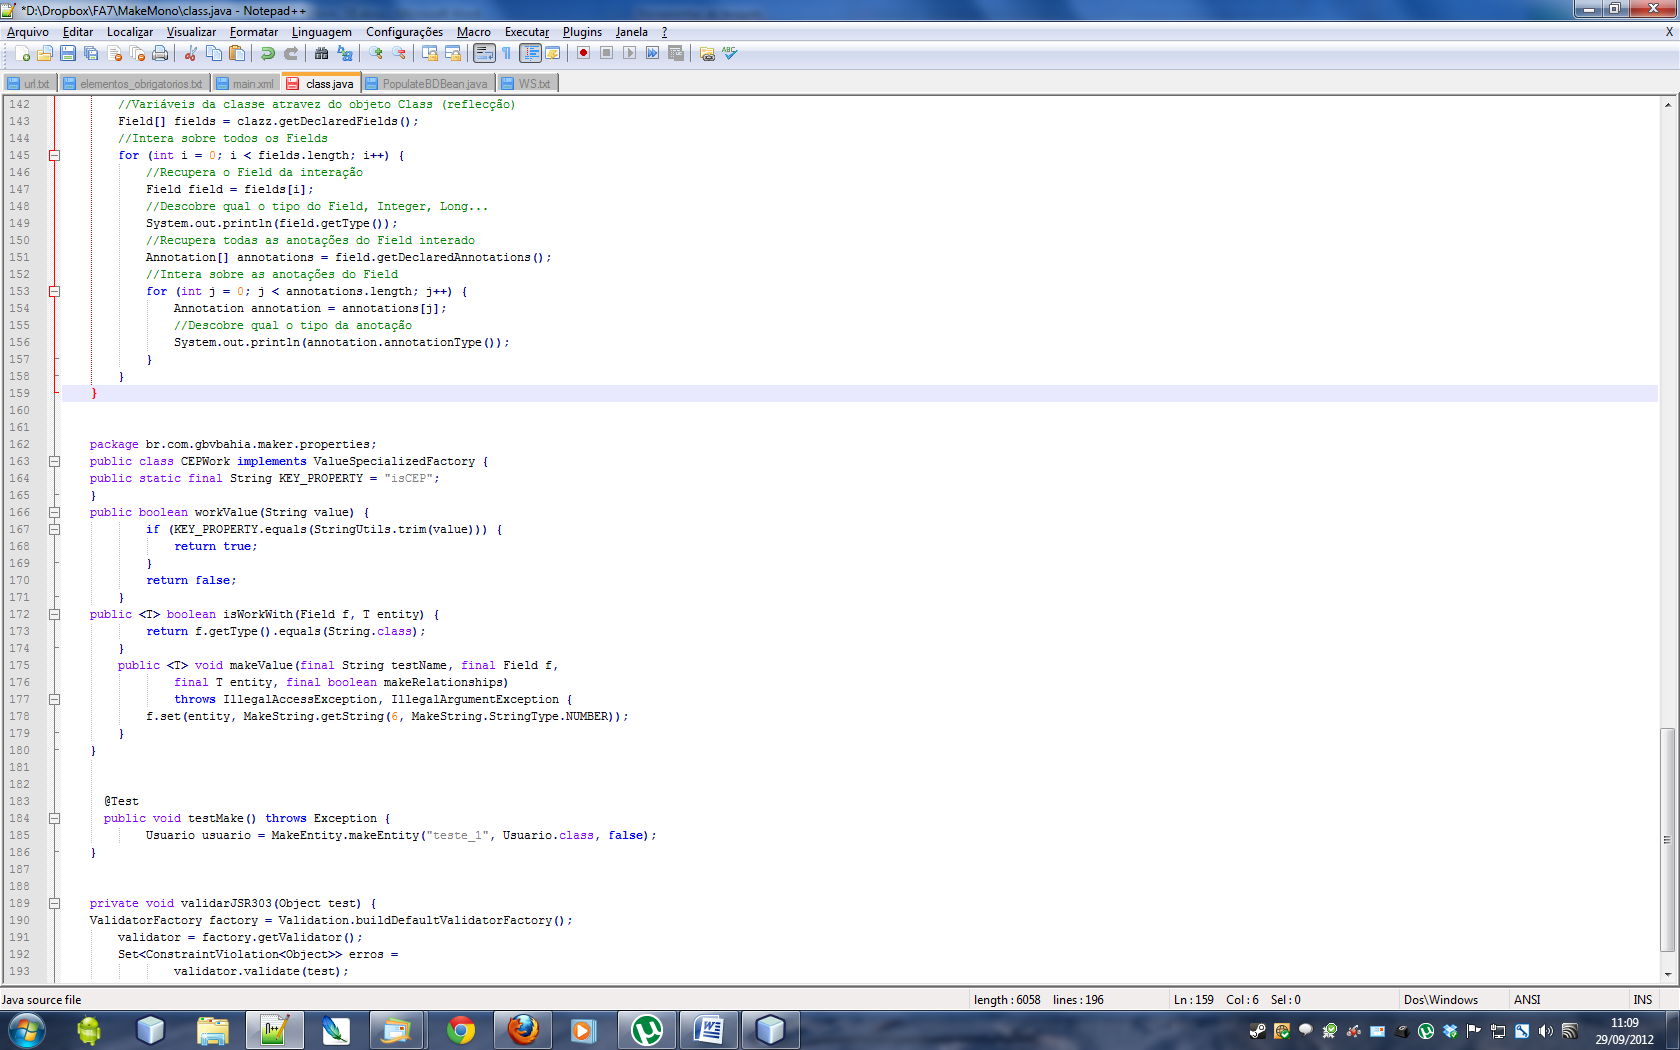 *D:\Dropbox\FA7\MakeMono\class.java - Notepad++
Arquivo Editar Localizar Visualizar Formatar Linguagem Configurações Macro Executar Plugins Janela ? X
url.txt elementos_obrigatorios.txt main.xml class.java PopulateBDBean.java WS.txt
142 //Variáveis da classe atravez do objeto Class (reflecção)
143 Field[] fields = clazz.getDeclaredFields();
144 //Intera sobre todos os Fields
145 for (int i = 0; i < fields.length; i++) {
146 //Recupera o Field da interação
147 Field field = fields[i];
148 //Descobre qual o tipo do Field, Integer, Long...
149 System.out.println(field.getType());
150 //Recupera todas as anotações do Field interado
151 Annotation[] annotations = field.getDeclaredAnnotations();
152 //Intera sobre as anotações do Field
153 for (int j = 0; j < annotations.length; j++) {
154 Annotation annotation = annotations[j];
155 //Descobre qual o tipo da anotação
156 System.out.println(annotation.annotationType());
157 }
158 }
159 }
160
161
162 package br.com.gbvbahia.maker.properties;
163 public class CEPWork implements ValueSpecializedFactory {
164 public static final String KEY_PROPERTY = "isCEP";
165 }
166 public boolean workValue(String value) {
167 if (KEY_PROPERTY.equals(StringUtils.trim(value))) {
168 return true;
169 }
170 return false;
171 }
172 public <T> boolean isWorkWith(Field f, T entity) {
173 return f.getType().equals(String.class);
174 }
175 public <T> void makeValue(final String testName, final Field f,
176 final T entity, final boolean makeRelationships)
177 throws IllegalAccessException, IllegalArgumentException {
178 f.set(entity, MakeString.getString(6, MakeString.StringType.NUMBER));
179 }
180 }
181
182
183 @Test
184 public void testMake() throws Exception {
185 Usuario usuario = MakeEntity.makeEntity("teste_1", Usuario.class, false);
186 }
187
188
189 private void validarJSR303(Object test) {
190 ValidatorFactory factory = Validation.buildDefaultValidatorFactory();
191 validator = factory.getValidator();
192 Set<ConstraintViolation<Object>> erros =
193 validator.validate(test);
Java source file length : 6058 lines : 196 Ln : 159 Col : 6 Sel : 0 Dos\Windows ANSI INS
11:09
29/09/2012